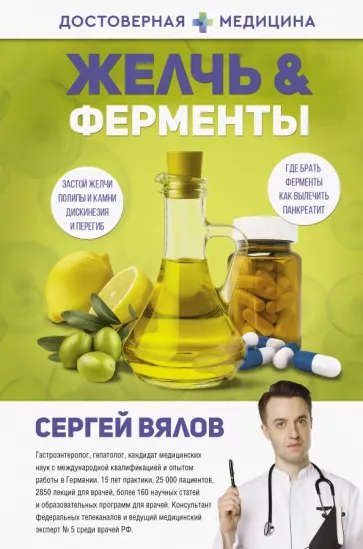 ДОСТОВЕРНАЯ МЕДИЦИНА
ЖЕЛЧЬ &
ФЕРМЕНТЫ
ЗАСТОЙ ЖЕЛЧИ
ПОЛИПЫ И КАМНИ
ДИСКИНЕЗИЯ
И ПЕРЕГИБ
ГДЕ БРАТЬ
ФЕРМЕНТЫ
КАК ВЫЛЕЧИТЬ
ПАНКРЕАТИТ
СЕРГЕЙ ВЯЛОВ
Гастроэнтеролог, гепатолог, кандидат медицинских
наук с международной квалификацией и опытом
работы в Германии. 15 лет практики, 25 000 пациентов,
2850 лекций для врачей, более 160 научных статей
и образовательных программ для врачей. Консультант
федеральных телеканалов и ведущий медицинский
эксперт № 5 среди врачей РФ.